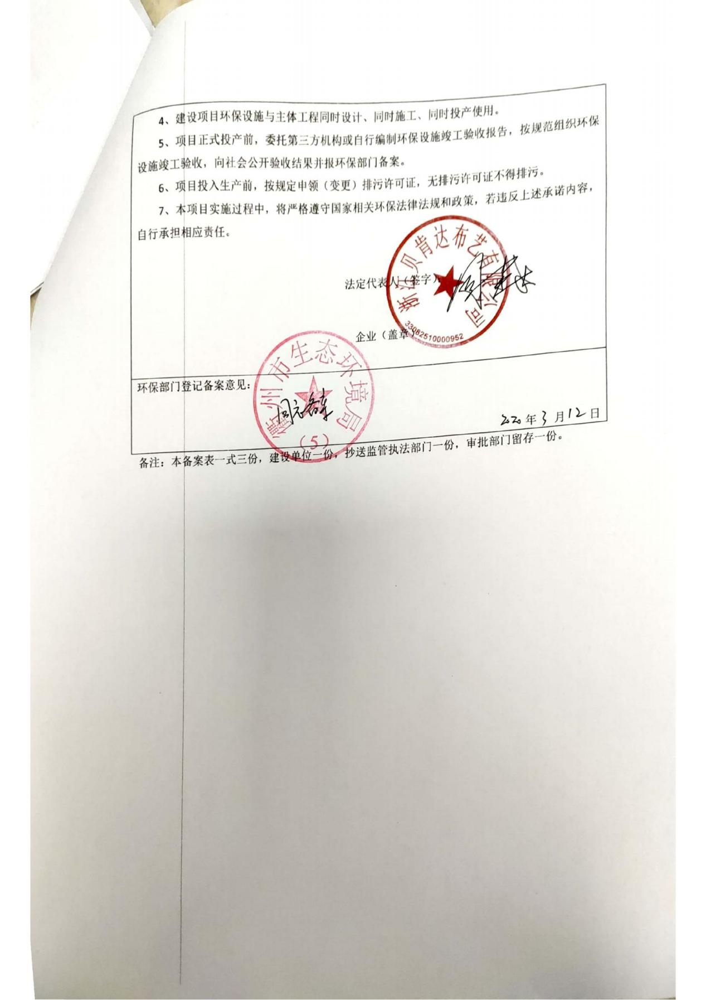 4、建设项目环保设施与主体工程同时设计、同时施工、同时投产使用。
5、项目正式投产前，委托第三方机构或自行编制环保设施竣工验收报告，按规范组织环保
设施竣工验收，向社会公开验收结果并报环保部门备案。
6、项目投入生产前，按规定申领（变更）排污许可证，无排污许可证不得排污。
7、本项目实施过程中，将严格遵守国家相关环保法律法规和政策，若违反上述承诺内容，
自行承担相应责任。
浙江贝肯达布艺有限公司
法定代表人（签字）
33082510000952
企业（盖章）
衢州市生态环境局
环保部门登记备案意见：
同意备案
（5）
2020年3月12日
备注：本备案表一式三份，建设单位一份，抄送监管执法部门一份，审批部门留存一份。